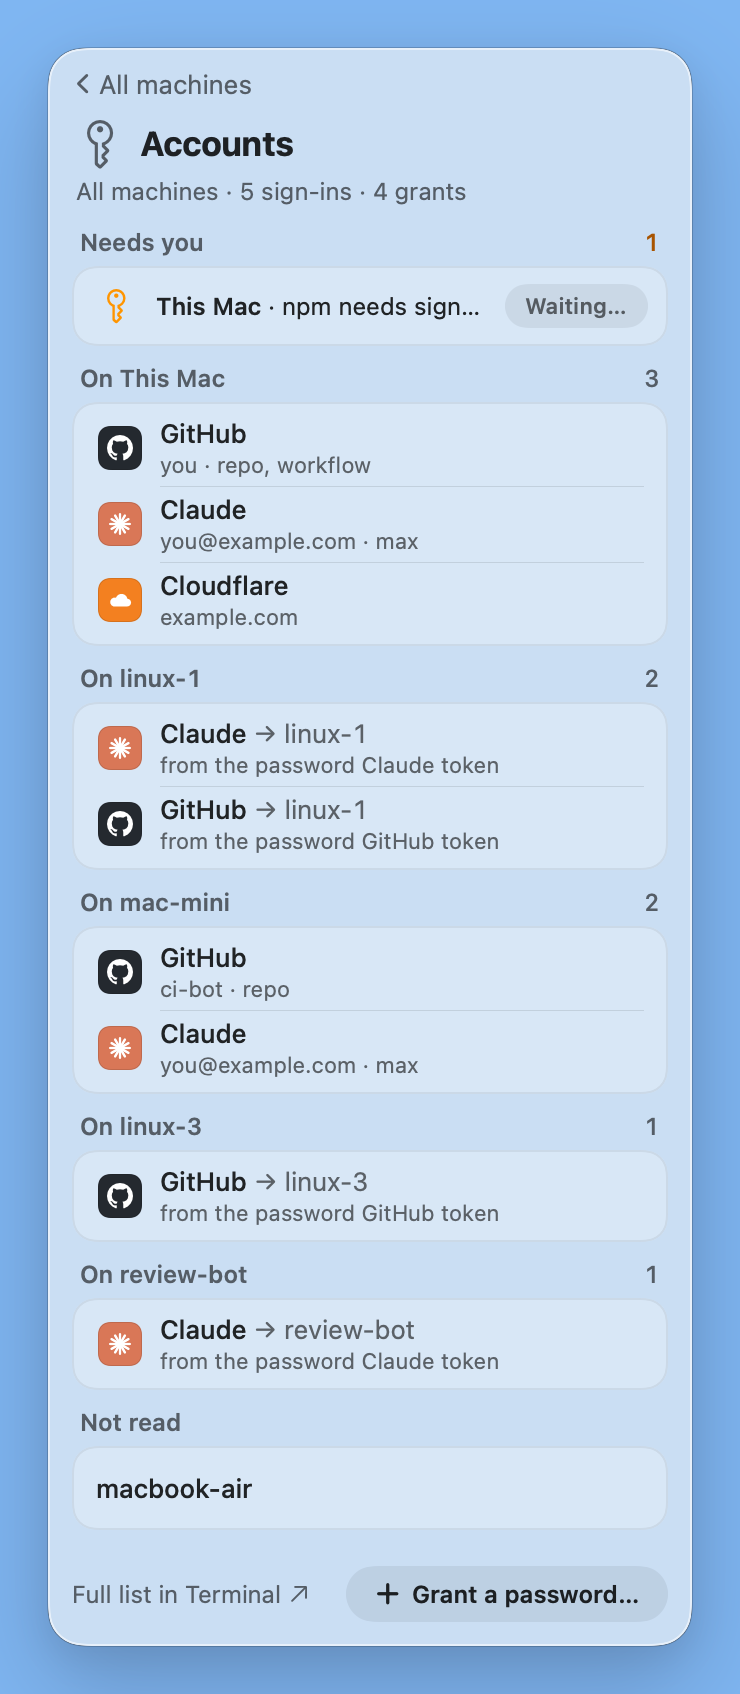 All machines
Accounts
All machines · 5 sign-ins · 4 grants
Needs you 1
This Mac · npm needs sign... Waiting...
On This Mac 3
GitHub
you · repo, workflow
Claude
you@example.com · max
Cloudflare
example.com
On linux-1 2
Claude → linux-1
from the password Claude token
GitHub → linux-1
from the password GitHub token
On mac-mini 2
GitHub
ci-bot · repo
Claude
you@example.com · max
On linux-3 1
GitHub → linux-3
from the password GitHub token
On review-bot 1
Claude → review-bot
from the password Claude token
Not read
macbook-air
Full list in Terminal ↗ + Grant a password...